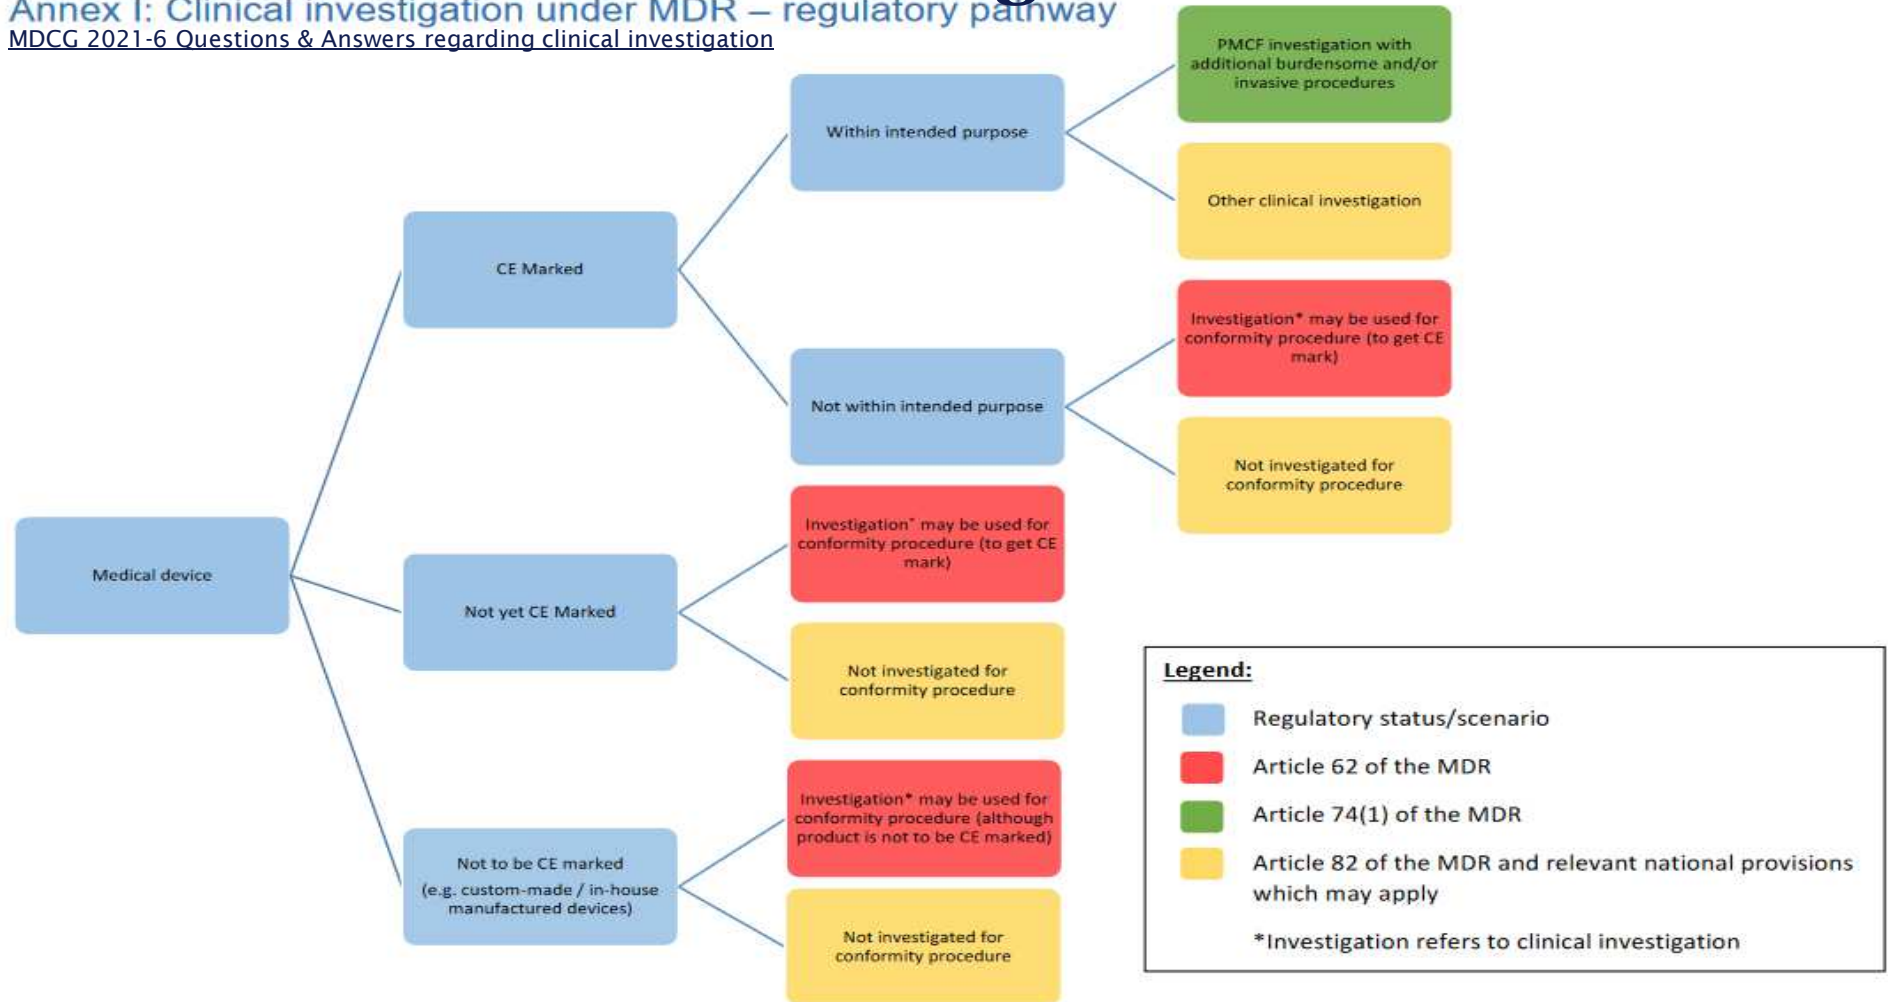 Annex I: Clinical investigation under MDR – regulatory pathway
MDCG 2021-6 Questions & Answers regarding clinical investigation
PMCF investigation with
additional burdensome and/or
invasive procedures
Within intended purpose
Other clinical investigation
CE Marked
Investigation* may be used for
conformity procedure (to get CE
mark)
Not within intended purpose
Not investigated for
conformity procedure
Medical device
Investigation* may be used for
conformity procedure (to get CE
mark)
Not yet CE Marked
Not investigated for
conformity procedure
Investigation* may be used for
conformity procedure (although
product is not to be CE marked)
Not to be CE marked
(e.g. custom-made / in-house
manufactured devices)
Not investigated for
conformity procedure
Legend:
Regulatory status/scenario
Article 62 of the MDR
Article 74(1) of the MDR
Article 82 of the MDR and relevant national provisions
which may apply
*Investigation refers to clinical investigation